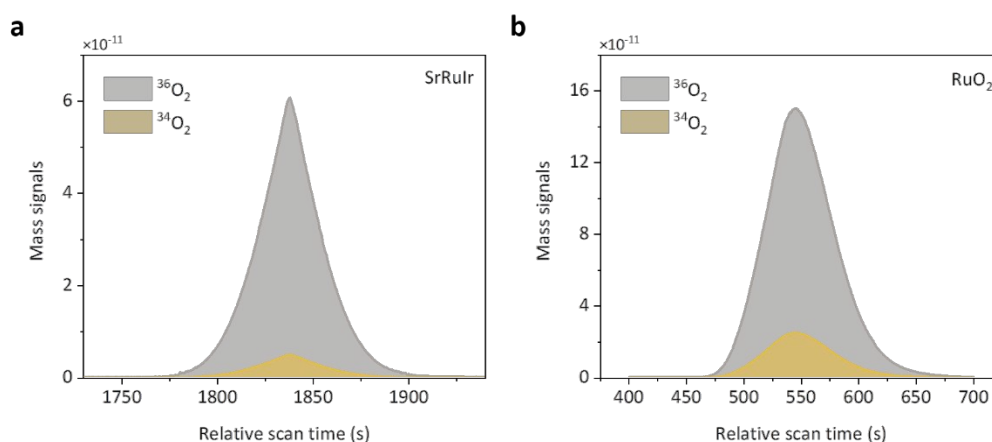 a
×10⁻¹¹
SrRuIr
³⁶O₂
³⁴O₂
6
4
2
0
Mass signals
1750 1800 1850 1900
Relative scan time (s)
b
×10⁻¹¹
RuO₂
³⁶O₂
³⁴O₂
16
12
8
4
0
Mass signals
400 450 500 550 600 650 700
Relative scan time (s)